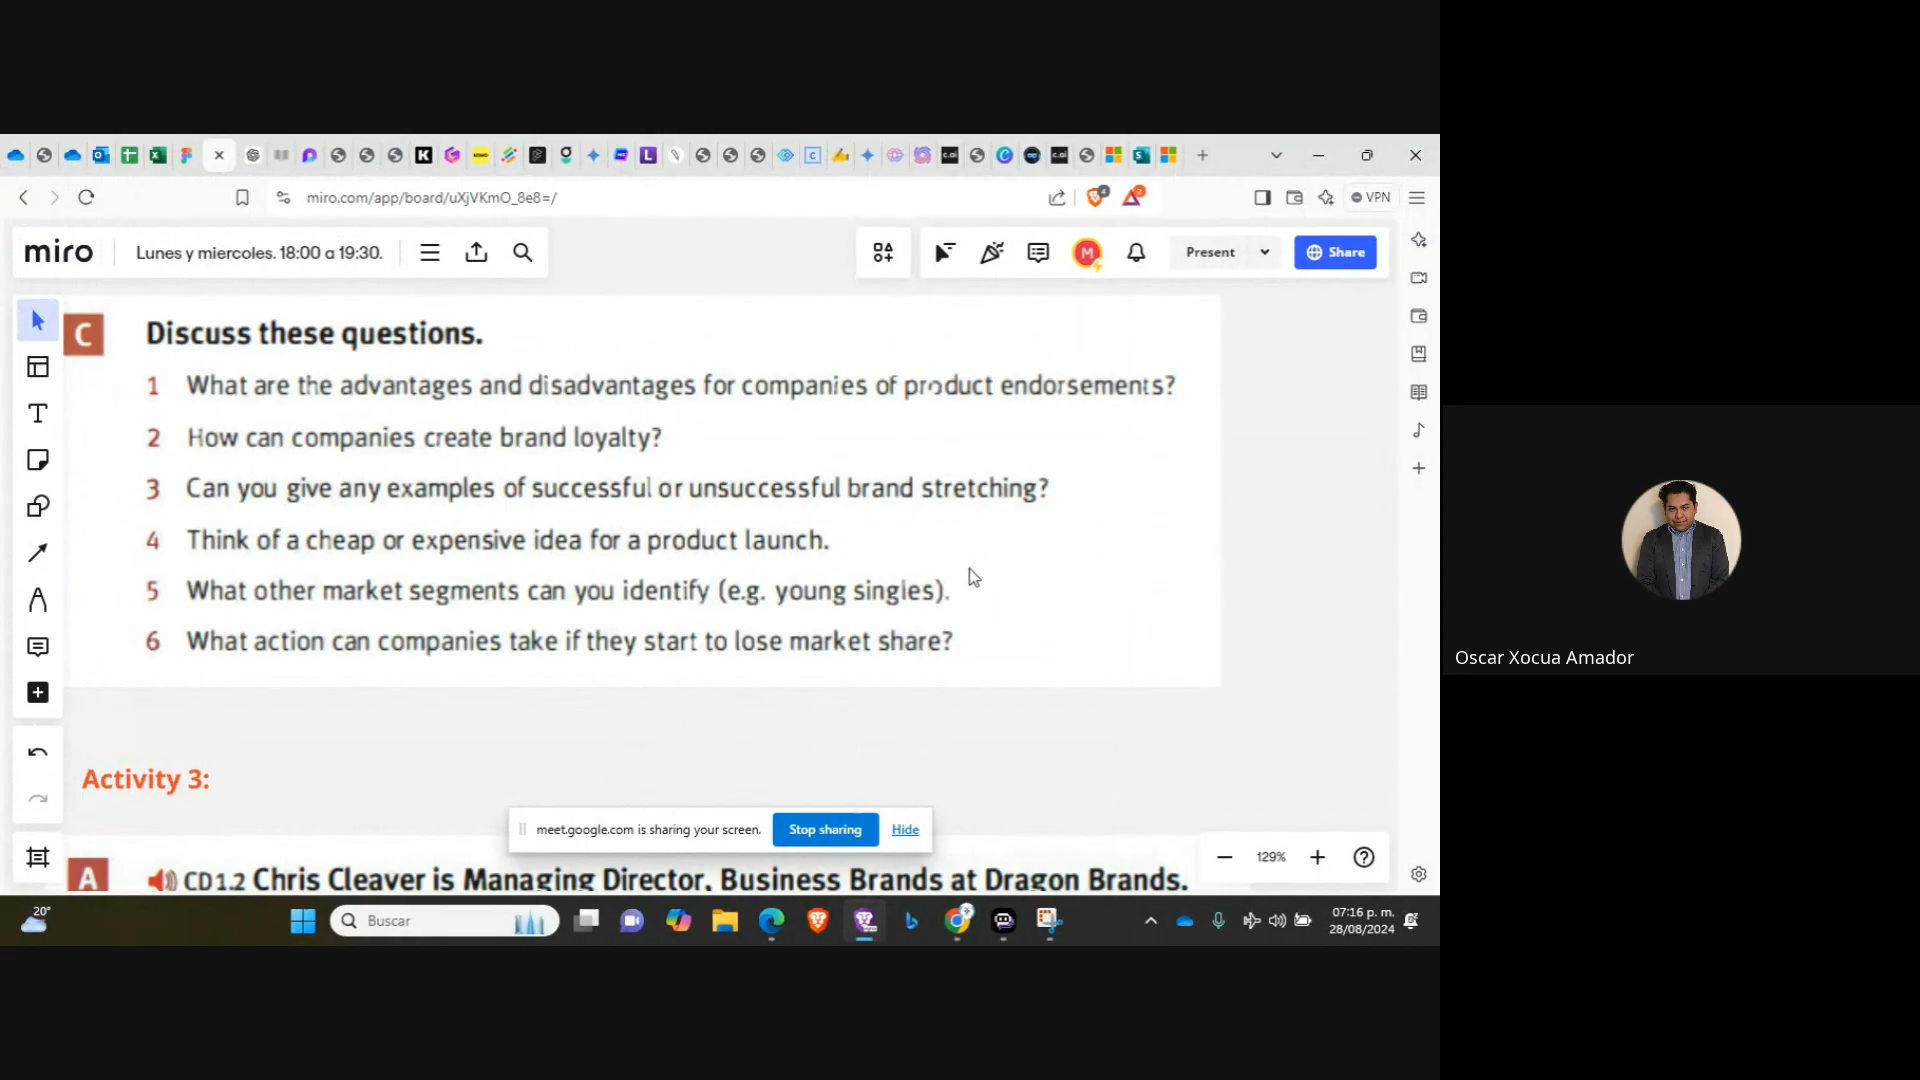 miro.com/app/board/uXjVKmO_8e8=/
VPN
miro
Lunes y miercoles. 18:00 a 19:30.
Present
Share
C
Discuss these questions.
1 What are the advantages and disadvantages for companies of product endorsements?
2 How can companies create brand loyalty?
3 Can you give any examples of successful or unsuccessful brand stretching?
4 Think of a cheap or expensive idea for a product launch.
5 What other market segments can you identify (e.g. young singles).
6 What action can companies take if they start to lose market share?
Activity 3:
meet.google.com is sharing your screen.
Stop sharing
Hide
129%
A
CD1.2 Chris Cleaver is Managing Director, Business Brands at Dragon Brands.
20°
Buscar
07:16 p. m.
28/08/2024
Oscar Xocua Amador